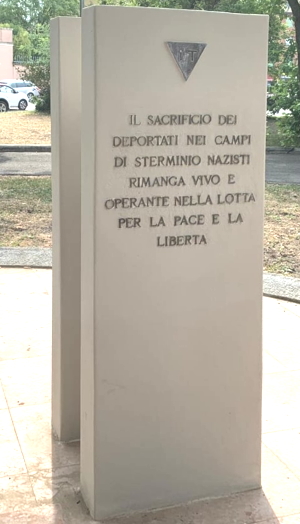 IL SACRIFICIO DEI
DEPORTATI NEI CAMPI
DI STERMINIO NAZISTI
RIMANGA VIVO E
OPERANTE NELLA LOTTA
PER LA PACE E LA
LIBERTA